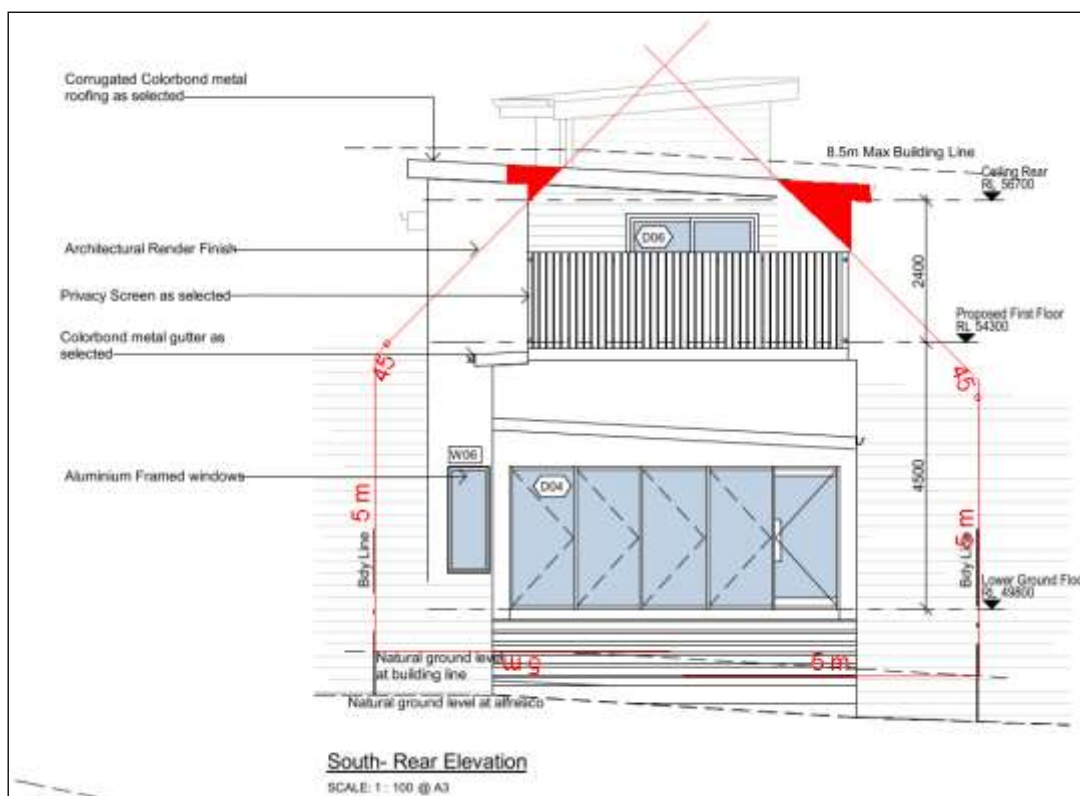 Corrugated Colorbond metal
roofing as selected
8.5m Max Building Line
Ceiling Rear
RL 56700
Architectural Render Finish
D06
2400
Privacy Screen as selected
Proposed First Floor
RL 54300
Colorbond metal gutter as
selected
45°
45°
W06
Aluminium Framed windows
D04
4500
5 m
5 m
Bdy Line
Bdy Line
Lower Ground Floo
RL 49800
Natural ground level
at building line
5 m
5 m
Natural ground level at alfresco
South- Rear Elevation
SCALE: 1 : 100 @ A3